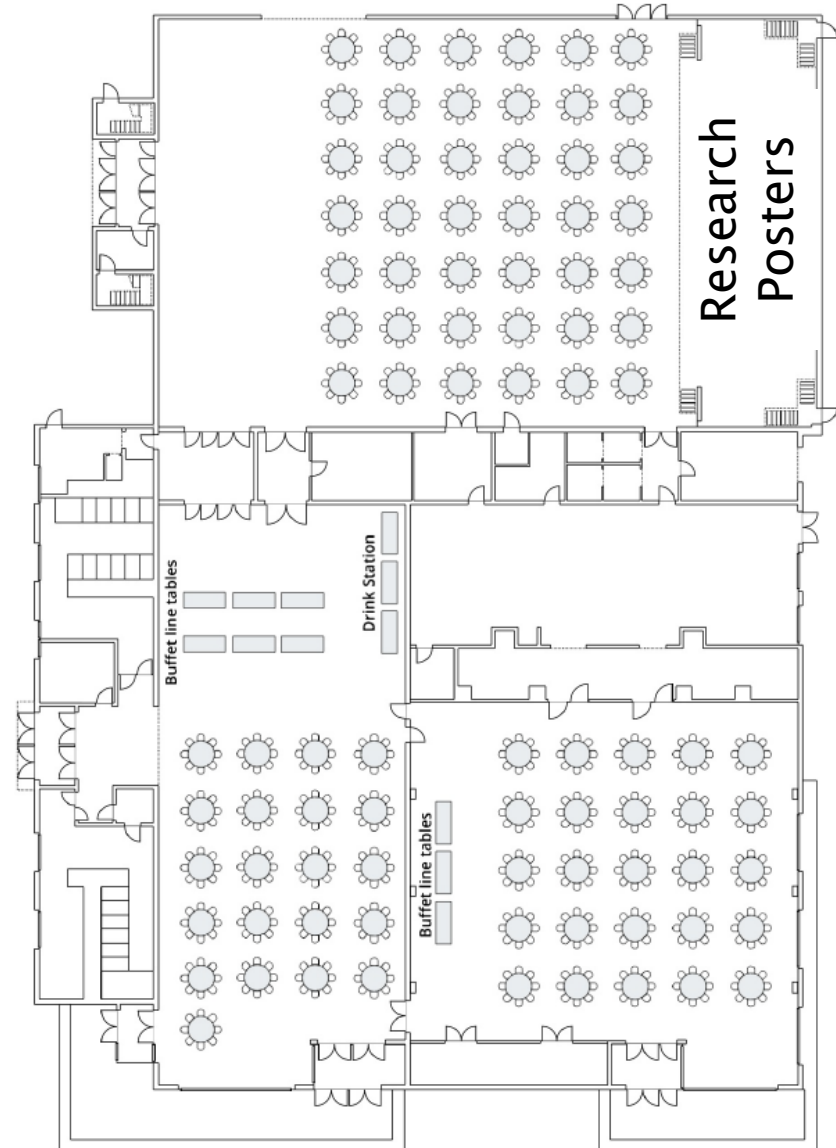 Research
Posters
Buffet line tables
Drink Station
Buffet line tables